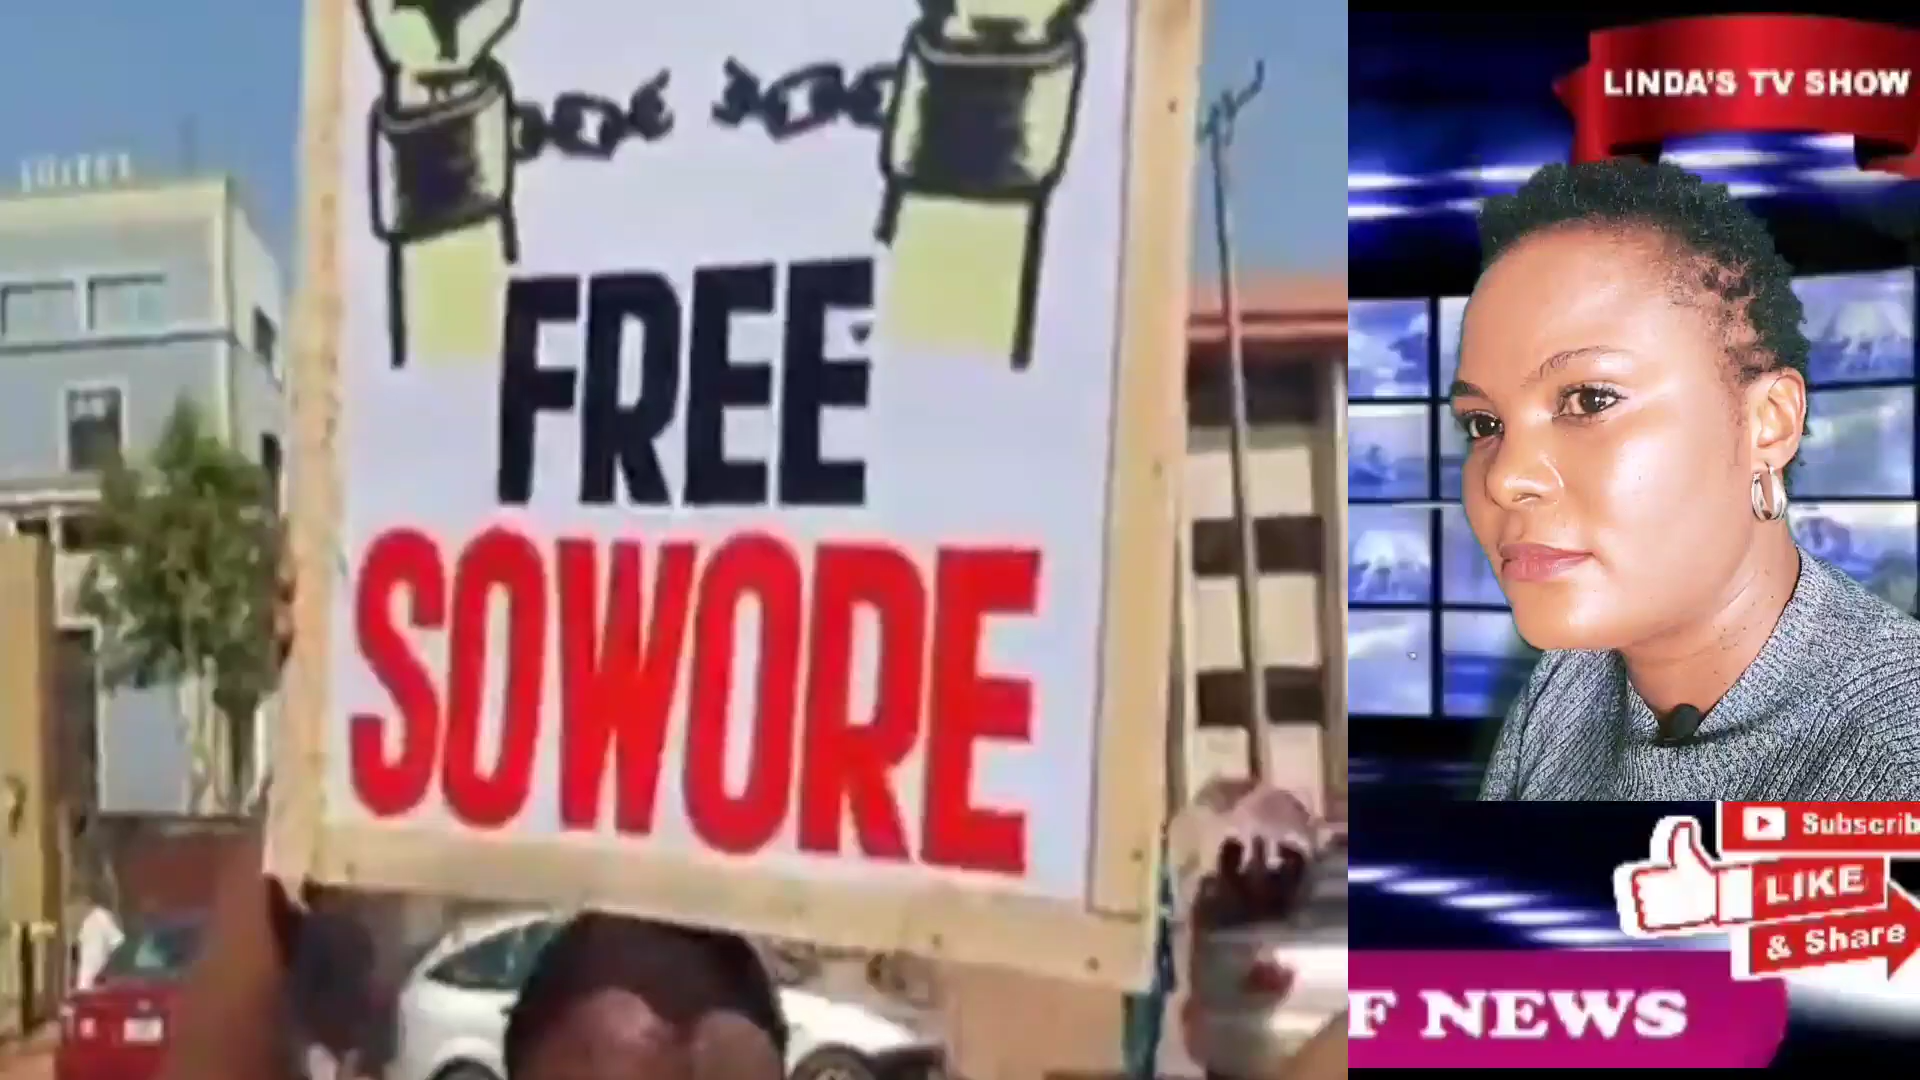 FREE
SOWORE
LINDA'S TV SHOW
Subscrib
LIKE
& Share
F NEWS